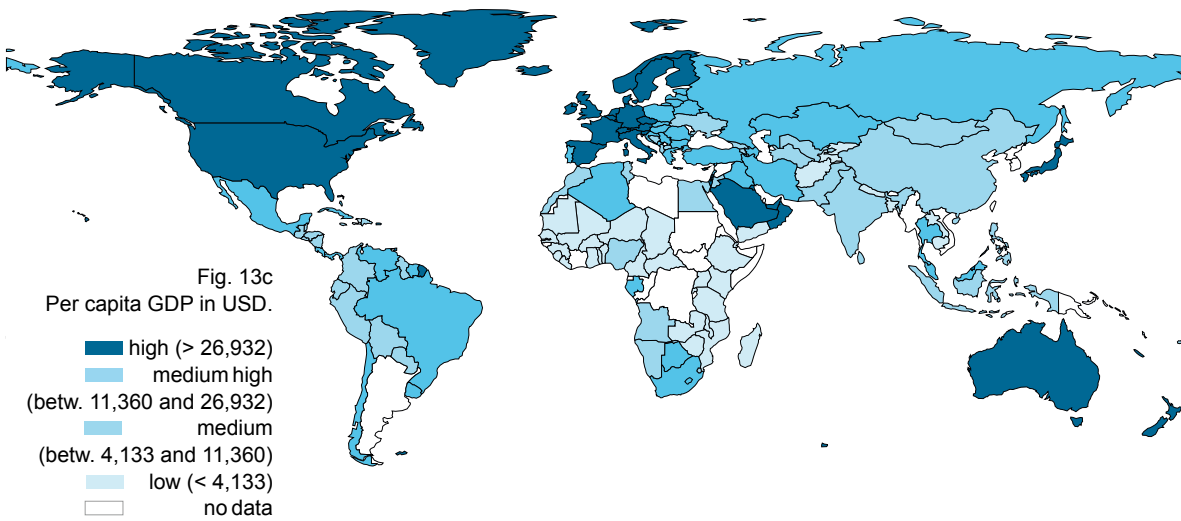 Fig. 13c
Per capita GDP in USD.
high (> 26,932)
medium high
(betw. 11,360 and 26,932)
medium
(betw. 4,133 and 11,360)
low (< 4,133)
no data